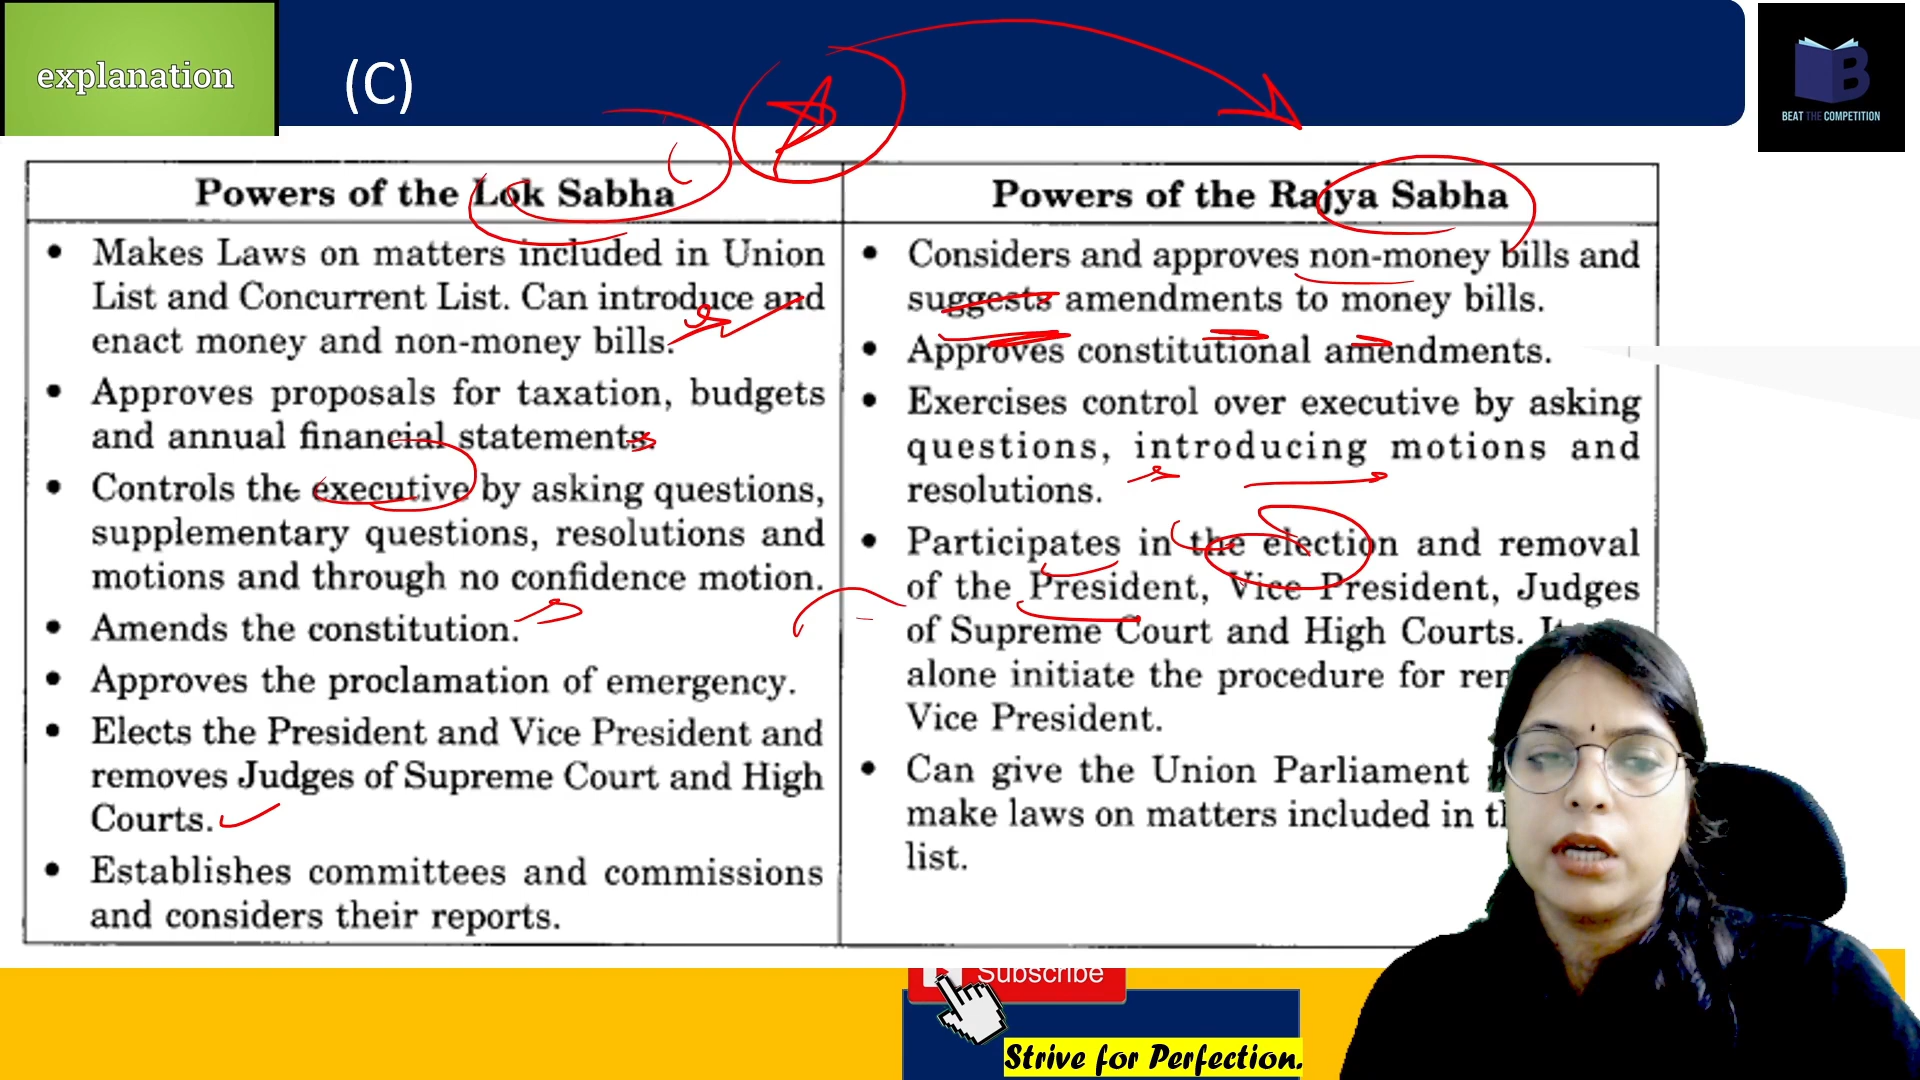 explanation
(C)
BEAT THE COMPETITION
Powers of the Lok Sabha
• Makes Laws on matters included in Union
List and Concurrent List. Can introduce and
enact money and non-money bills.
• Approves proposals for taxation, budgets
and annual financial statements.
• Controls the executive by asking questions,
supplementary questions, resolutions and
motions and through no confidence motion.
• Amends the constitution.
• Approves the proclamation of emergency.
• Elects the President and Vice President and
removes Judges of Supreme Court and High
Courts.
• Establishes committees and commissions
and considers their reports.
Powers of the Rajya Sabha
• Considers and approves non-money bills and
suggests amendments to money bills.
• Approves constitutional amendments.
• Exercises control over executive by asking
questions, introducing motions and
resolutions.
• Participates in the election and removal
of the President, Vice President, Judges
of Supreme Court and High Courts.
alone initiate the procedure for
Vice President.
• Can give the Union Parliament
make laws on matters included in
list.
Subscribe
Strive for Perfection.